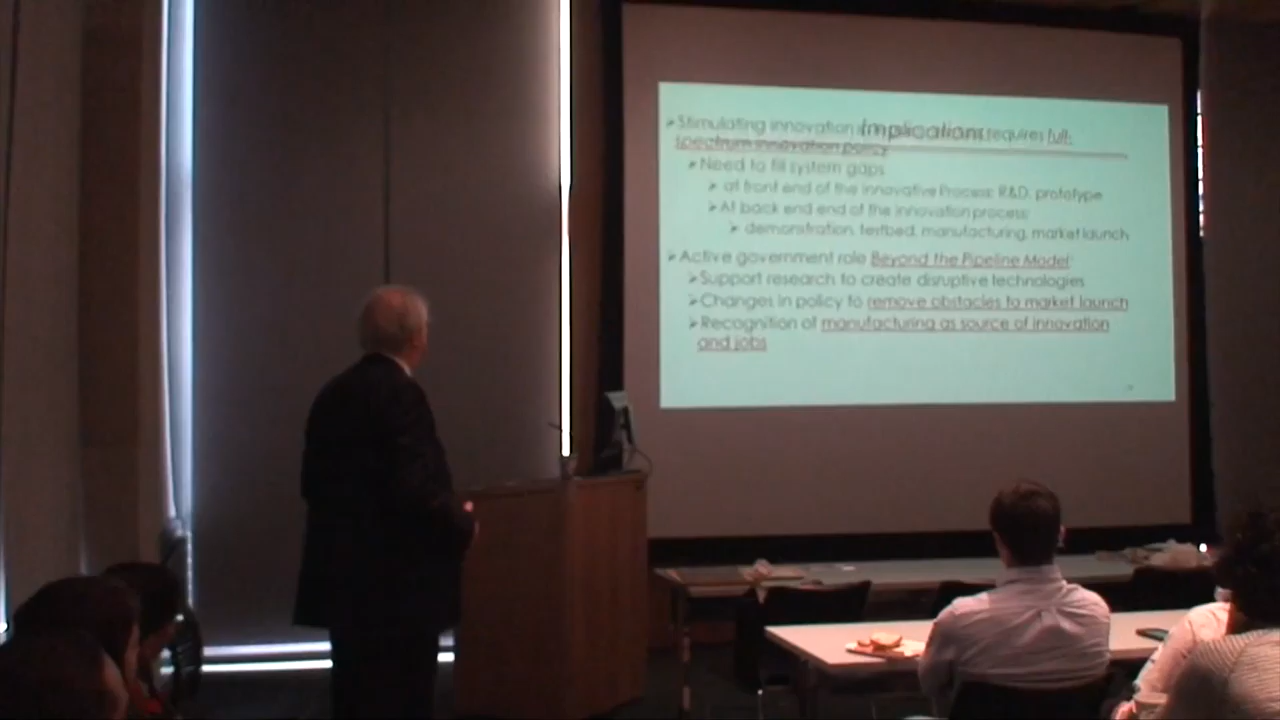 Implications
➤Stimulating innovation requires full-
spectrum innovation policy
➤Need to fill system gaps
➤ at front end of the innovative Process: R&D, prototype
➤At back end end of the innovation process:
➤ demonstration, testbed, manufacturing, market launch
➤Active government role Beyond the Pipeline Model:
➤Support research to create disruptive technologies
➤Changes in policy to remove obstacles to market launch
➤Recognition of manufacturing as source of innovation
and jobs